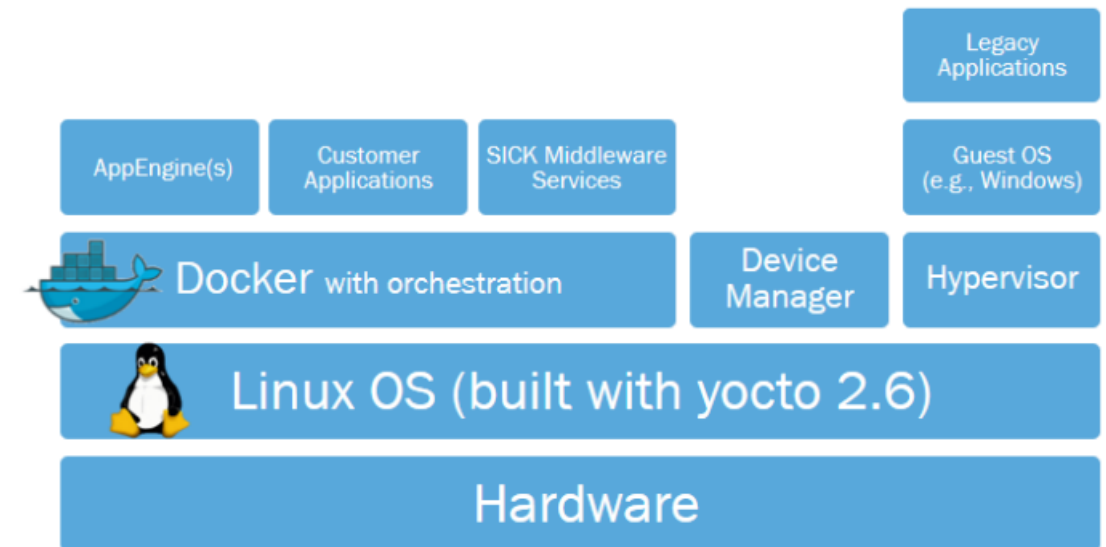 Legacy
Applications
AppEngine(s)
Customer
Applications
SICK Middleware
Services
Guest OS
(e.g., Windows)
Docker with orchestration
Device
Manager
Hypervisor
Linux OS (built with yocto 2.6)
Hardware